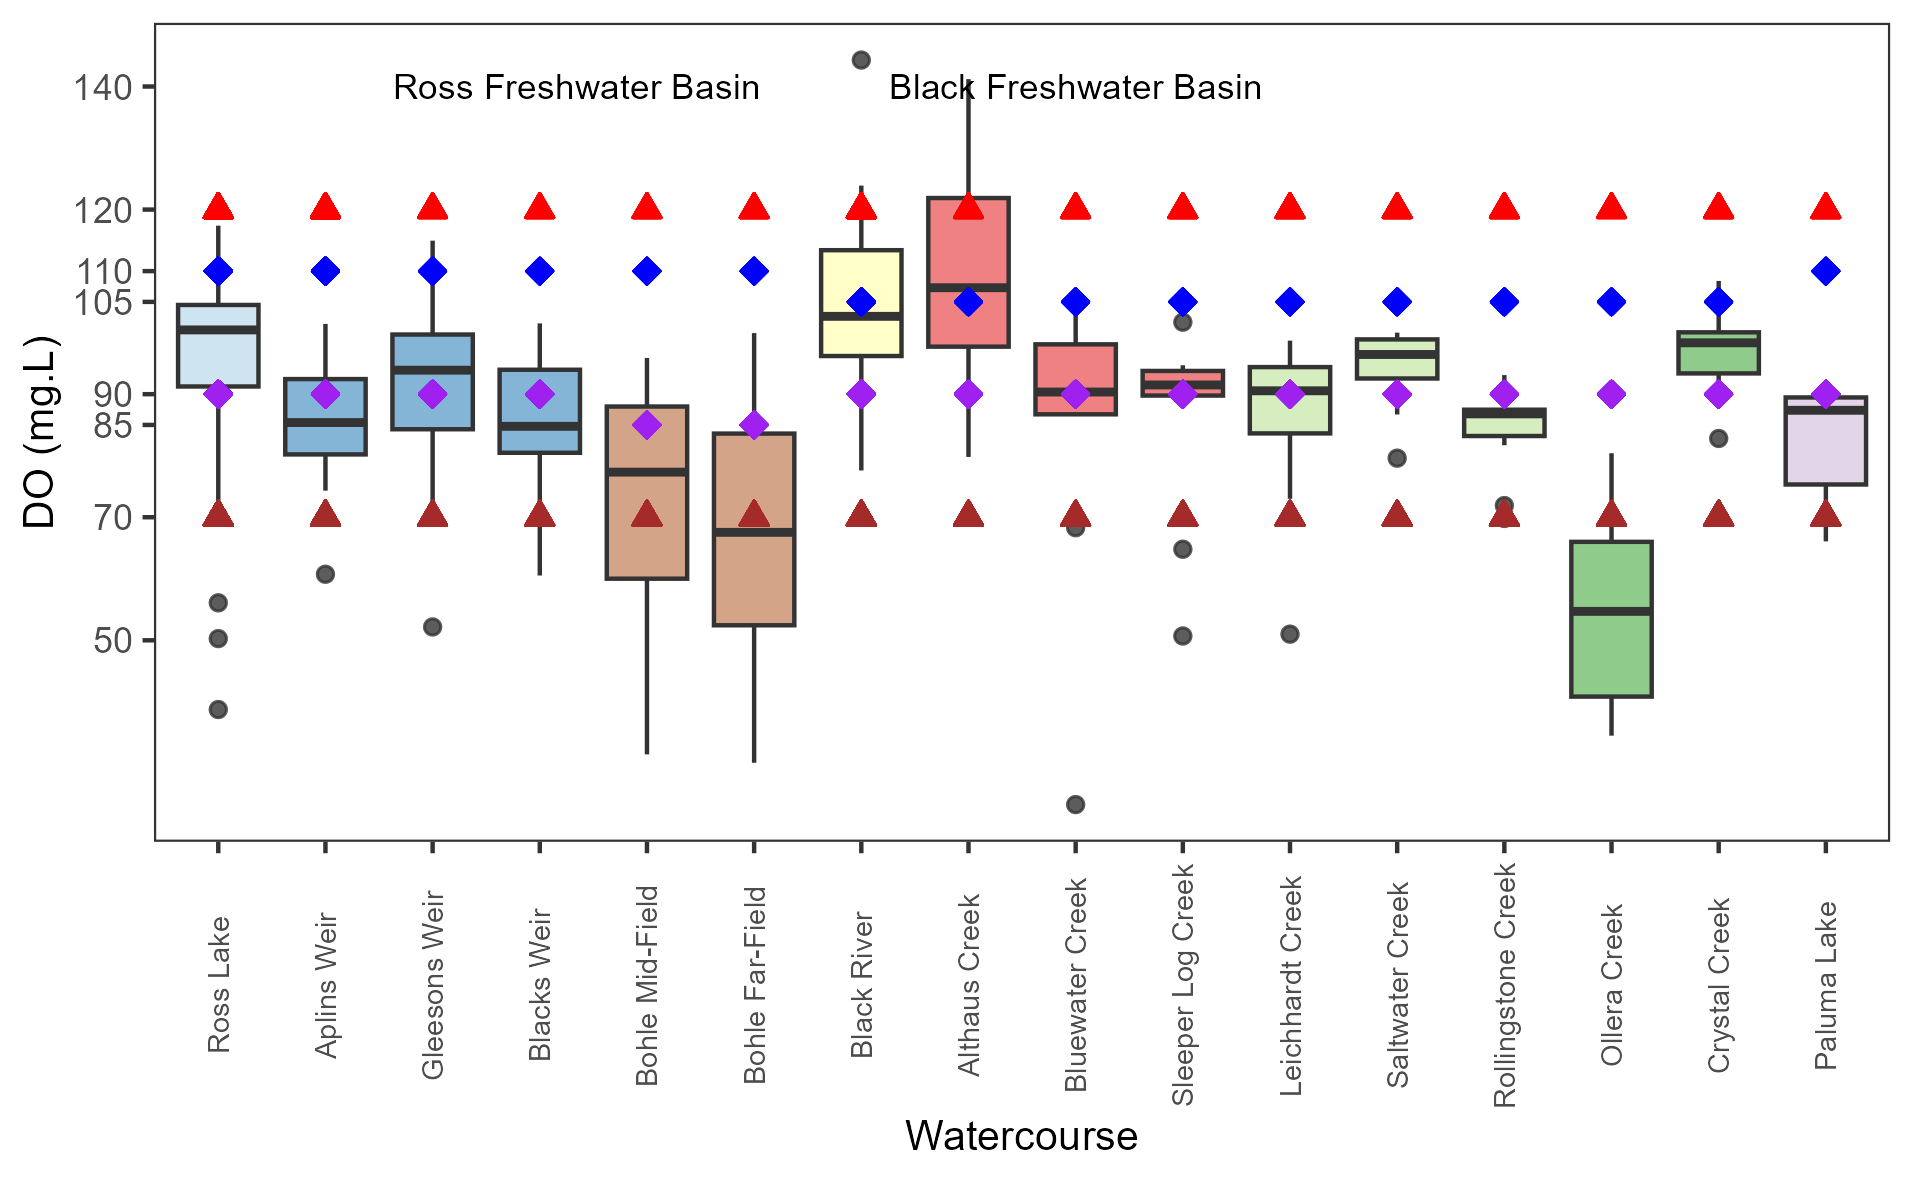 Ross Freshwater Basin
Black Freshwater Basin
140
120
110
105
90
85
70
50
DO (mg.L)
Ross Lake
Aplins Weir
Gleesons Weir
Blacks Weir
Bohle Mid-Field
Bohle Far-Field
Black River
Althaus Creek
Bluewater Creek
Sleeper Log Creek
Leichhardt Creek
Saltwater Creek
Rollingstone Creek
Ollera Creek
Crystal Creek
Paluma Lake
Watercourse